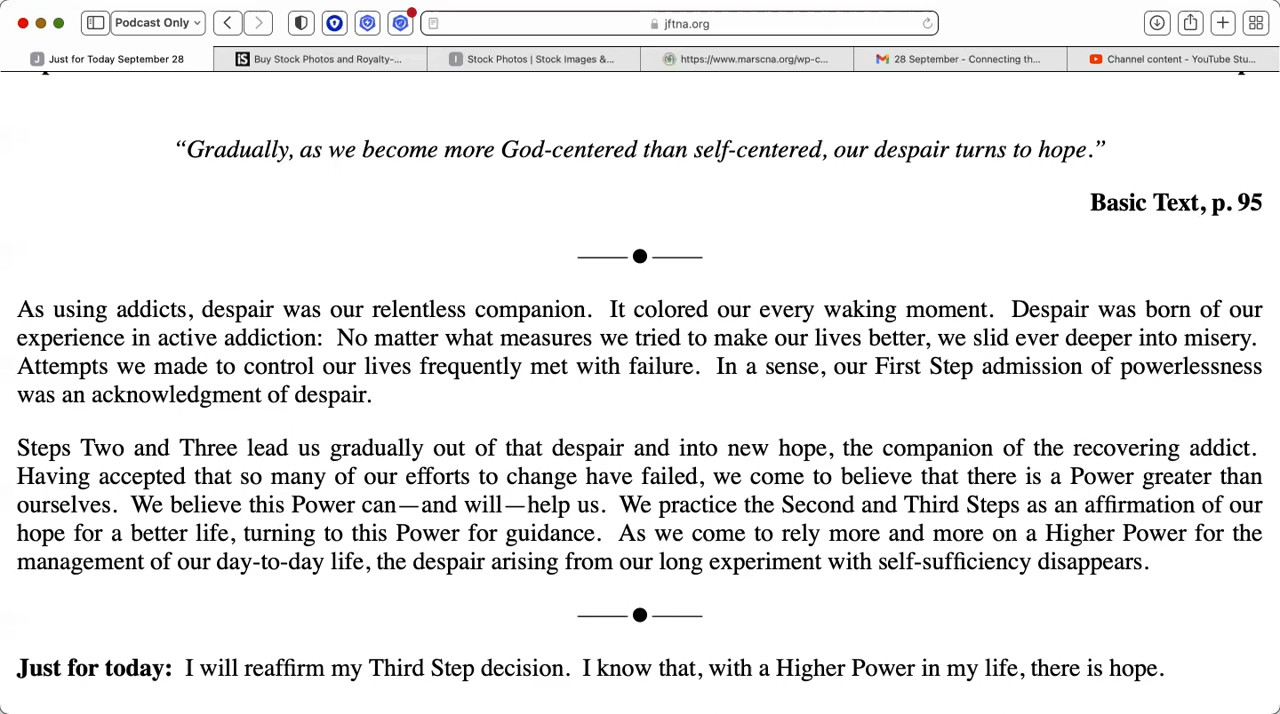 Podcast Only
jftna.org
J Just for Today September 28
iS Buy Stock Photos and Royalty-...
I Stock Photos | Stock Images &...
https://www.marscna.org/wp-c...
28 September - Connecting th...
Channel content - YouTube Stu...
“Gradually, as we become more God-centered than self-centered, our despair turns to hope.”
Basic Text, p. 95
As using addicts, despair was our relentless companion. It colored our every waking moment. Despair was born of our
experience in active addiction: No matter what measures we tried to make our lives better, we slid ever deeper into misery.
Attempts we made to control our lives frequently met with failure. In a sense, our First Step admission of powerlessness
was an acknowledgment of despair.
Steps Two and Three lead us gradually out of that despair and into new hope, the companion of the recovering addict.
Having accepted that so many of our efforts to change have failed, we come to believe that there is a Power greater than
ourselves. We believe this Power can—and will—help us. We practice the Second and Third Steps as an affirmation of our
hope for a better life, turning to this Power for guidance. As we come to rely more and more on a Higher Power for the
management of our day-to-day life, the despair arising from our long experiment with self-sufficiency disappears.
Just for today: I will reaffirm my Third Step decision. I know that, with a Higher Power in my life, there is hope.